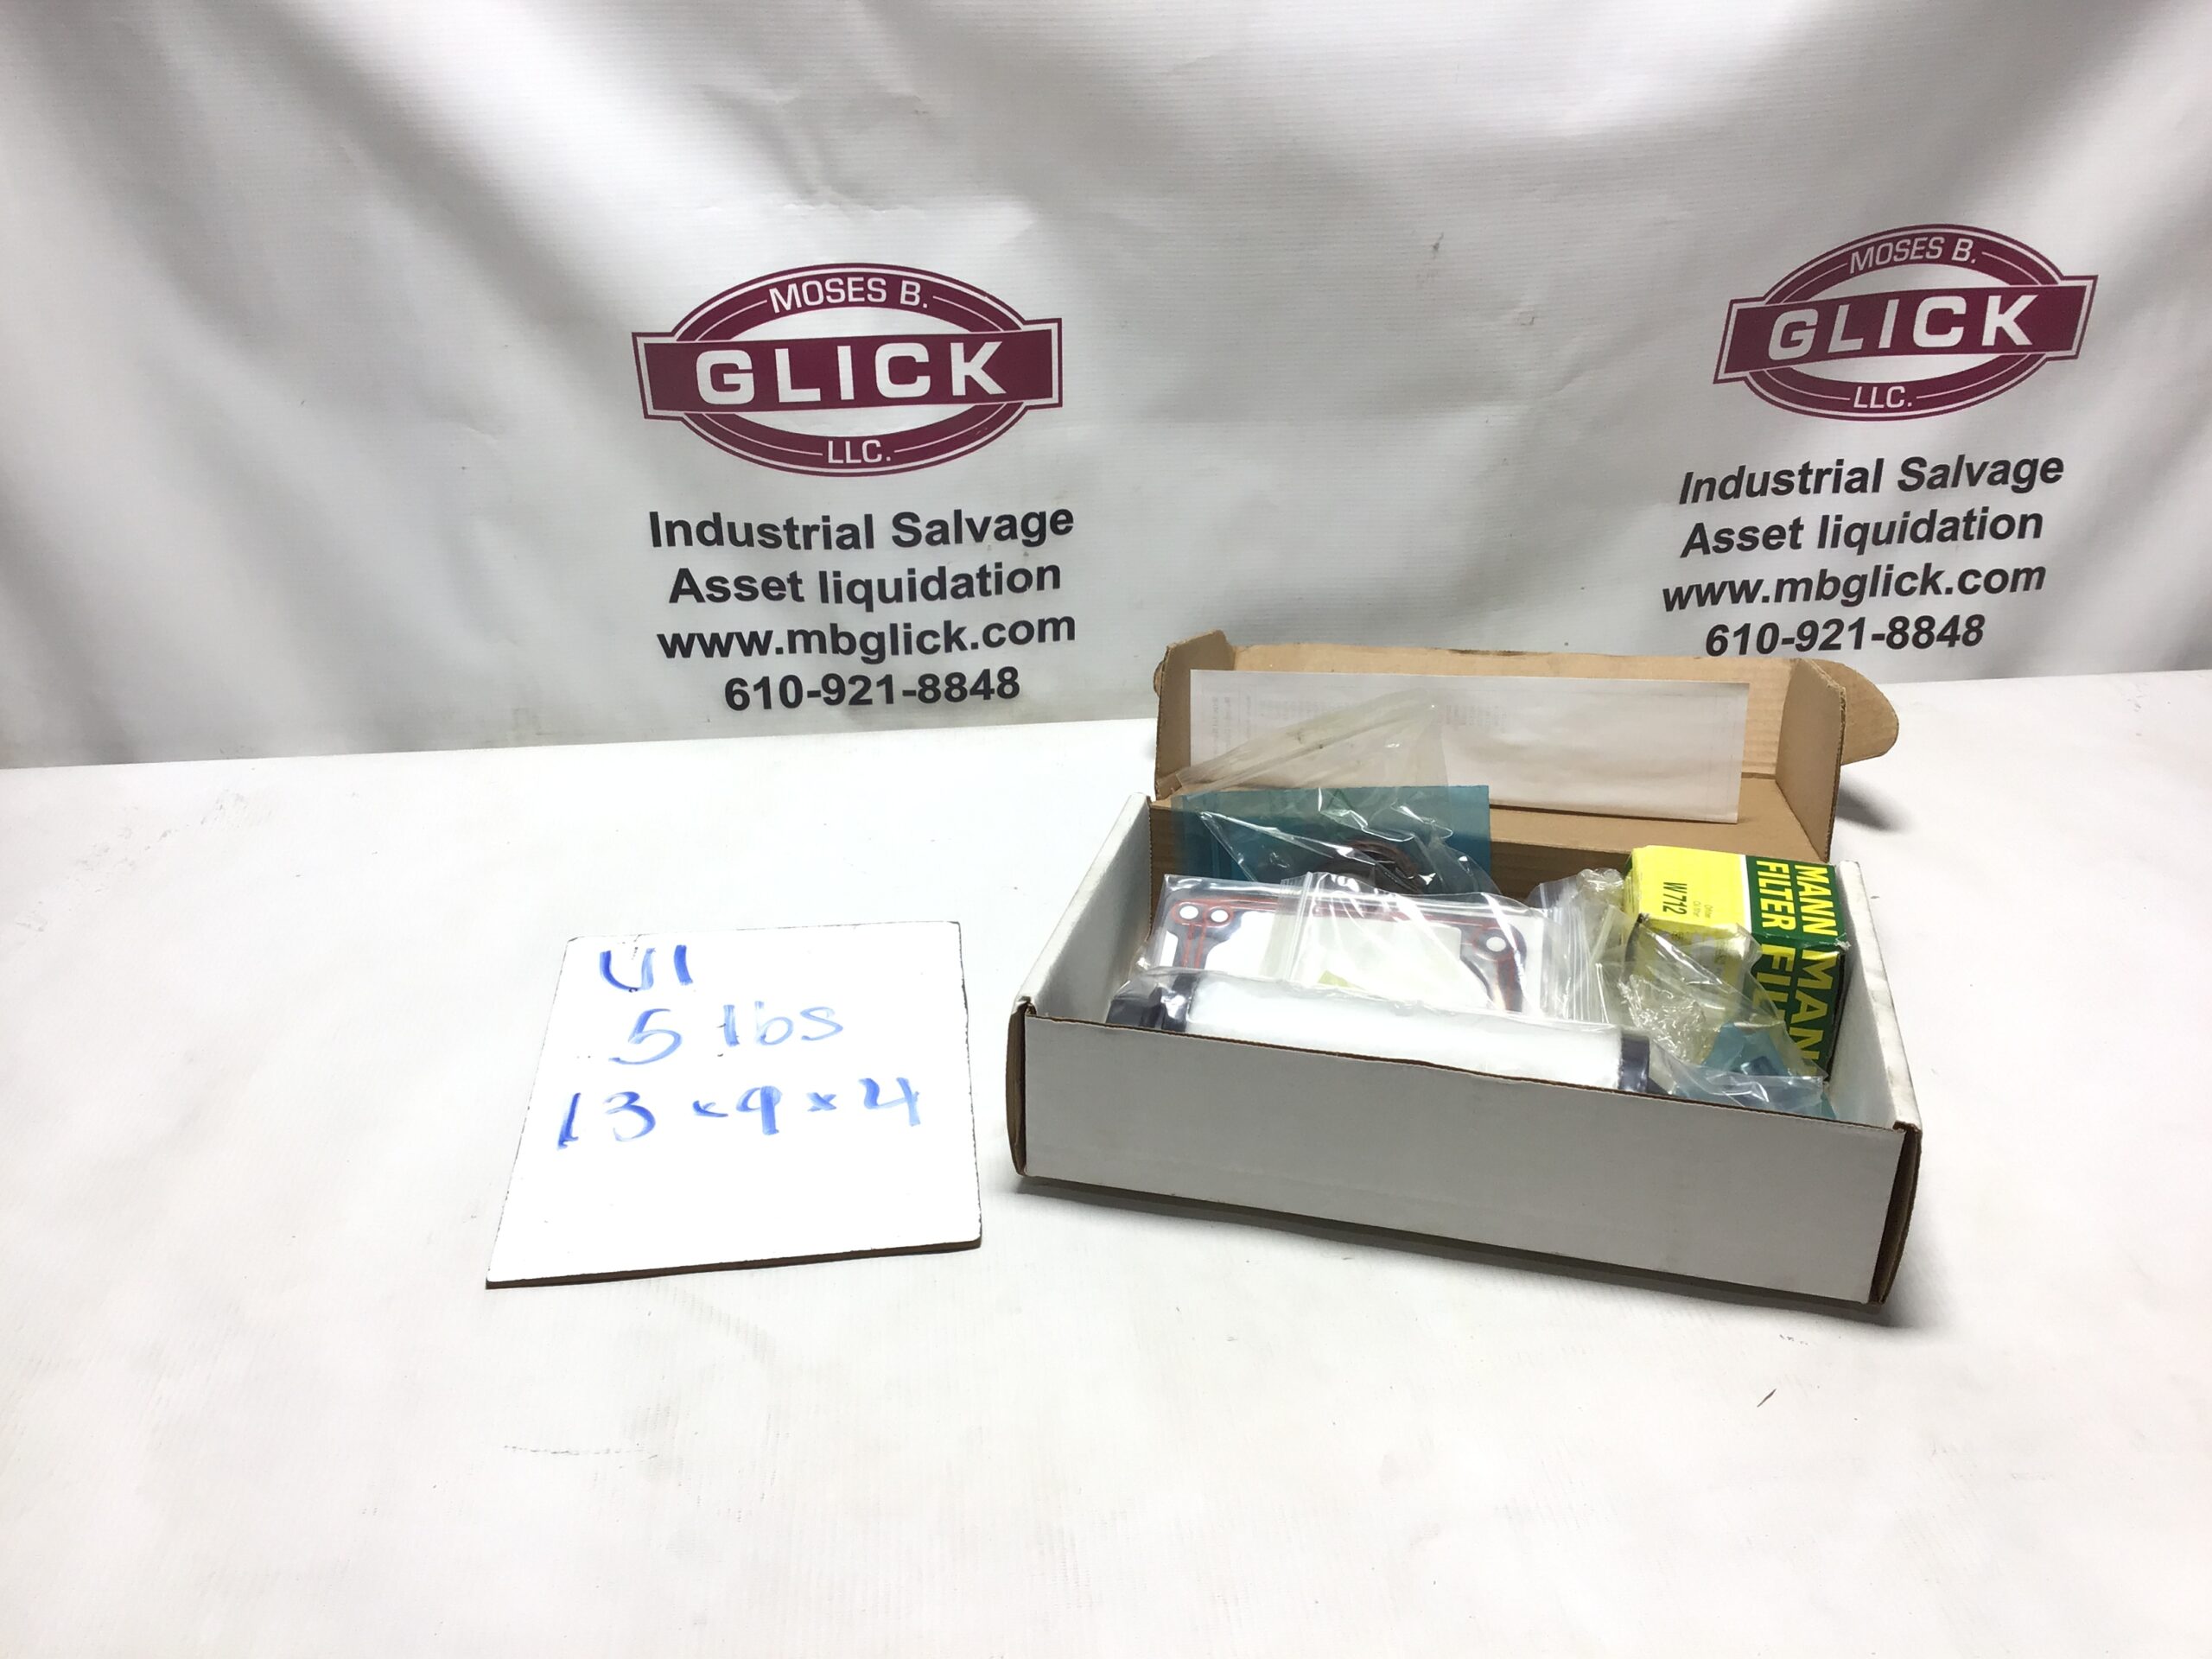 MOSES B.
GLICK
LLC.
Industrial Salvage
Asset liquidation
www.mbglick.com
610-921-8848
MOSES B.
GLICK
LLC.
Industrial Salvage
Asset liquidation
www.mbglick.com
610-921-8848
U1
5 lbs
13 x 9 x 4
MANN
FILTER
W 712
MANN